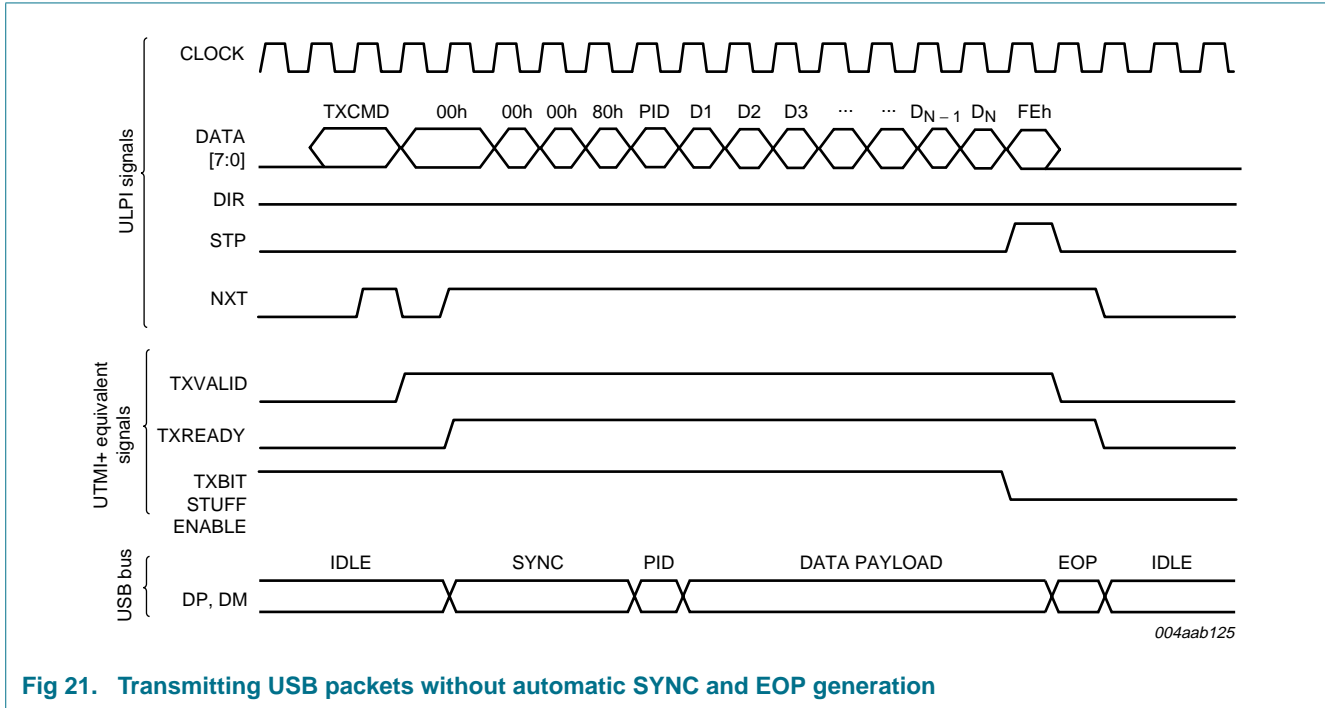 CLOCK
TXCMD 00h 00h 00h 80h PID D1 D2 D3 ... ... DN – 1 DN FEh
DATA
[7:0]
DIR
STP
NXT
ULPI signals
TXVALID
TXREADY
TXBIT
STUFF
ENABLE
UTMI+ equivalent
signals
IDLE SYNC PID DATA PAYLOAD EOP IDLE
DP, DM
USB bus
004aab125
Fig 21. Transmitting USB packets without automatic SYNC and EOP generation